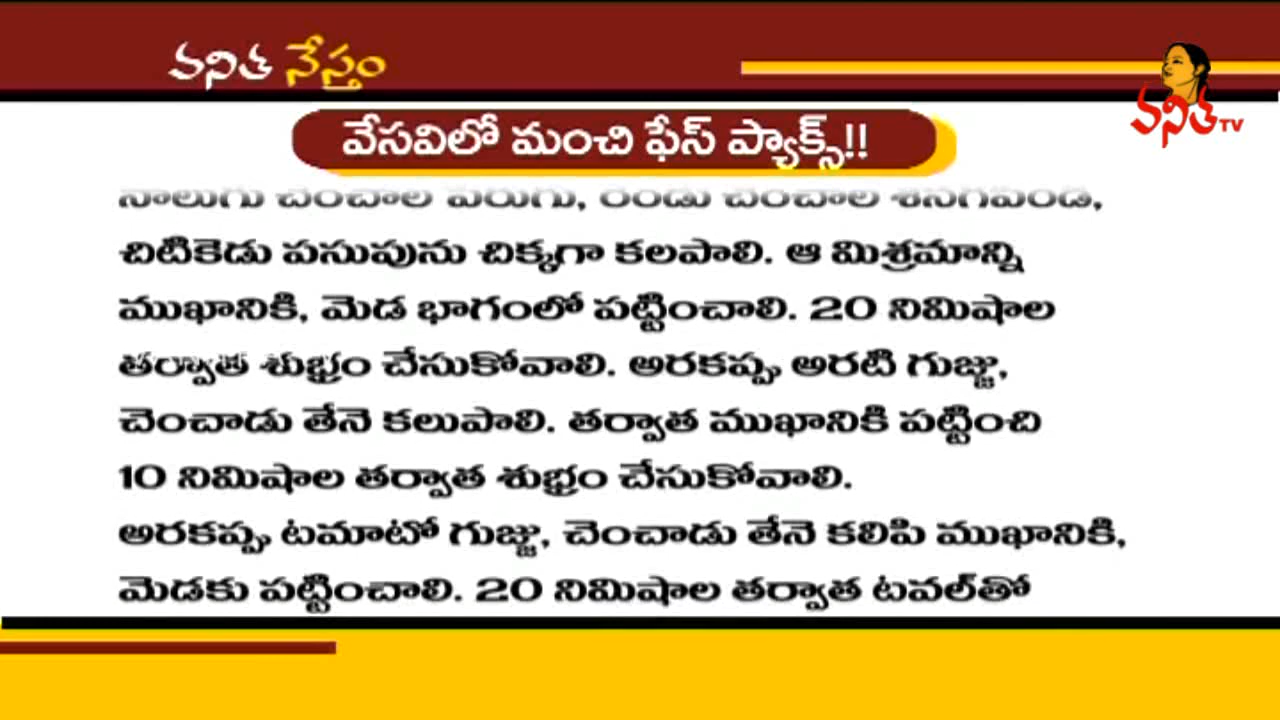 వనిత నేస్తం
వనిత TV
వేసవిలో మంచి ఫేస్ ప్యాక్స్!!
నాలుగు చెంచాల పెరుగు, రెండు చెంచాల శనగపిండి,
చిటికెడు పసుపును చిక్కగా కలపాలి. ఆ మిశ్రమాన్ని
ముఖానికి, మెడ భాగంలో పట్టించాలి. 20 నిమిషాల
తర్వాత శుభ్రం చేసుకోవాలి. అరకప్పు అరటి గుజ్జు,
చెంచాడు తేనె కలుపాలి. తర్వాత ముఖానికి పట్టించి
10 నిమిషాల తర్వాత శుభ్రం చేసుకోవాలి.
అరకప్పు టమాటో గుజ్జు, చెంచాడు తేనె కలిపి ముఖానికి,
మెడకు పట్టించాలి. 20 నిమిషాల తర్వాత టవల్‌తో